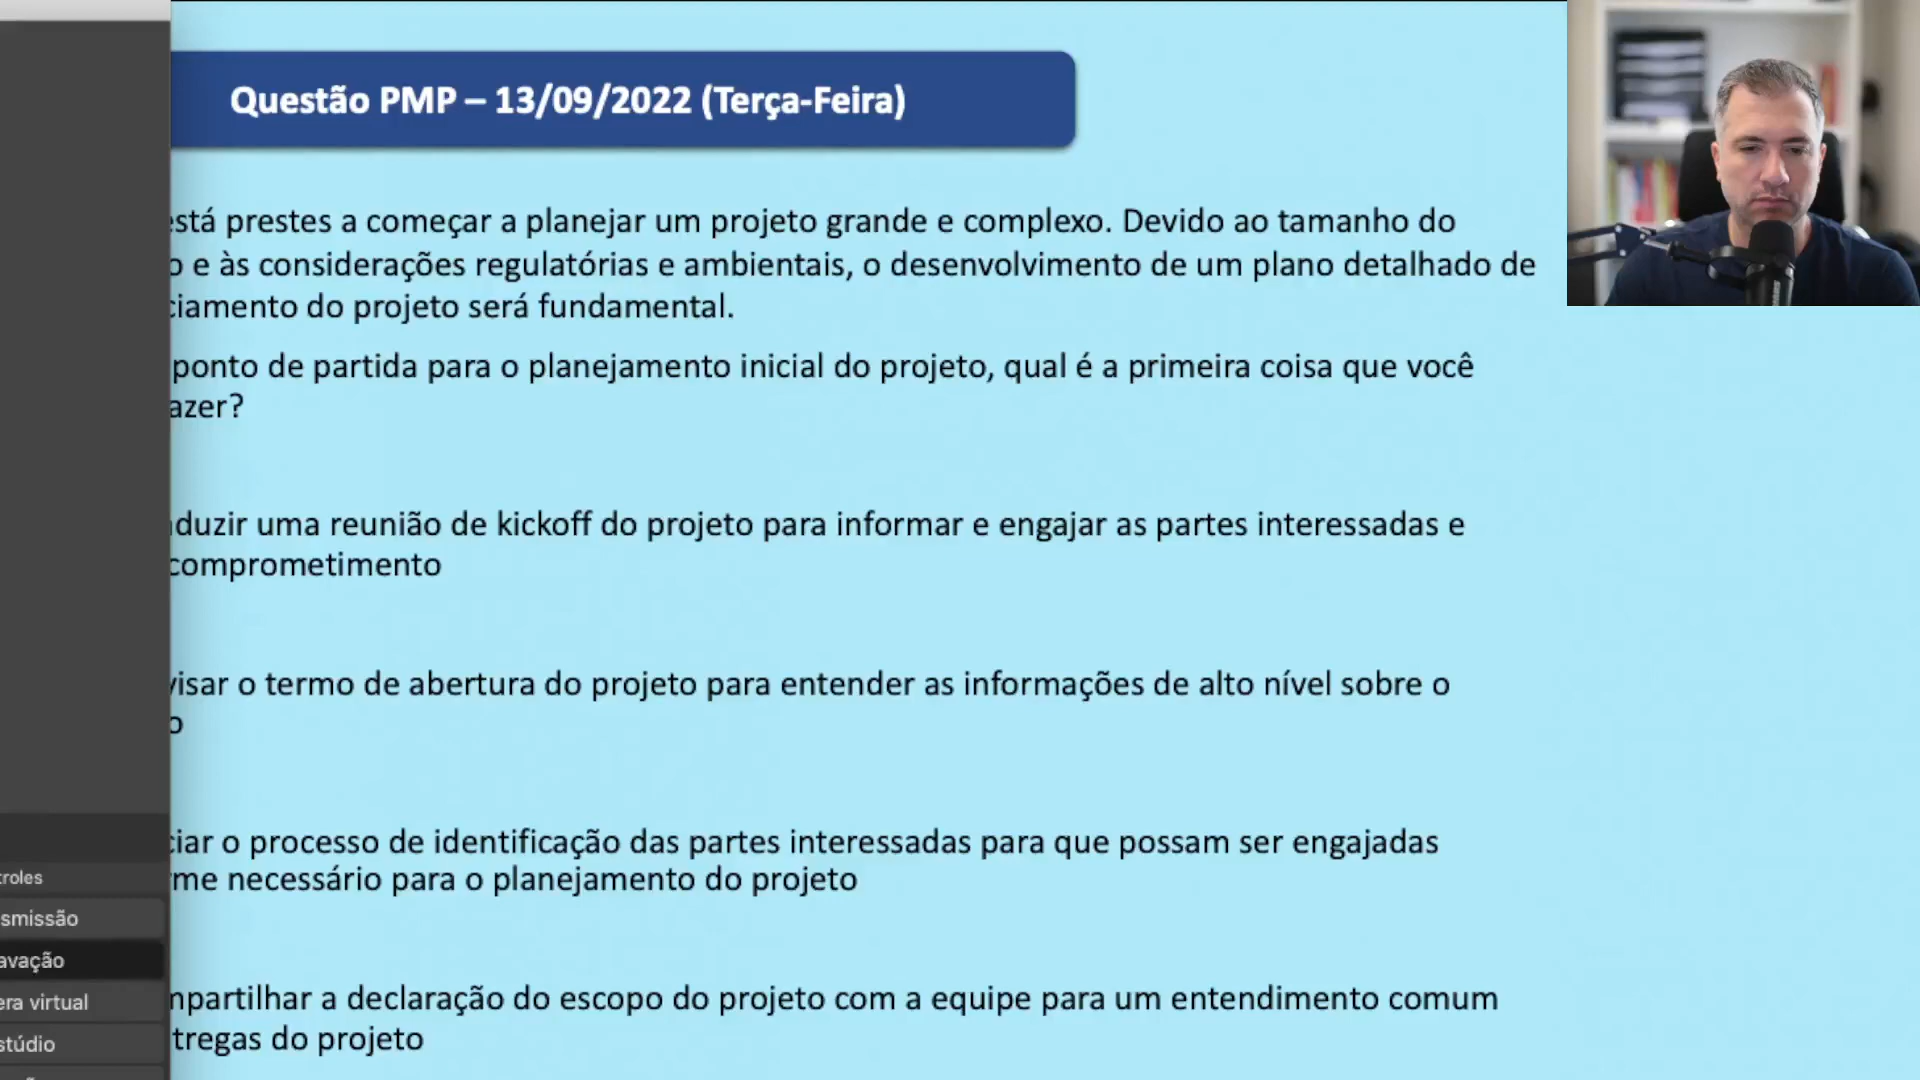 Questão PMP – 13/09/2022 (Terça-Feira)
está prestes a começar a planejar um projeto grande e complexo. Devido ao tamanho do
o e às considerações regulatórias e ambientais, o desenvolvimento de um plano detalhado de
ciamento do projeto será fundamental.
ponto de partida para o planejamento inicial do projeto, qual é a primeira coisa que você
azer?
duzir uma reunião de kickoff do projeto para informar e engajar as partes interessadas e
comprometimento
visar o termo de abertura do projeto para entender as informações de alto nível sobre o
o
ciar o processo de identificação das partes interessadas para que possam ser engajadas
rme necessário para o planejamento do projeto
mpartilhar a declaração do escopo do projeto com a equipe para um entendimento comum
tregas do projeto
troles
smissão
avação
era virtual
stúdio